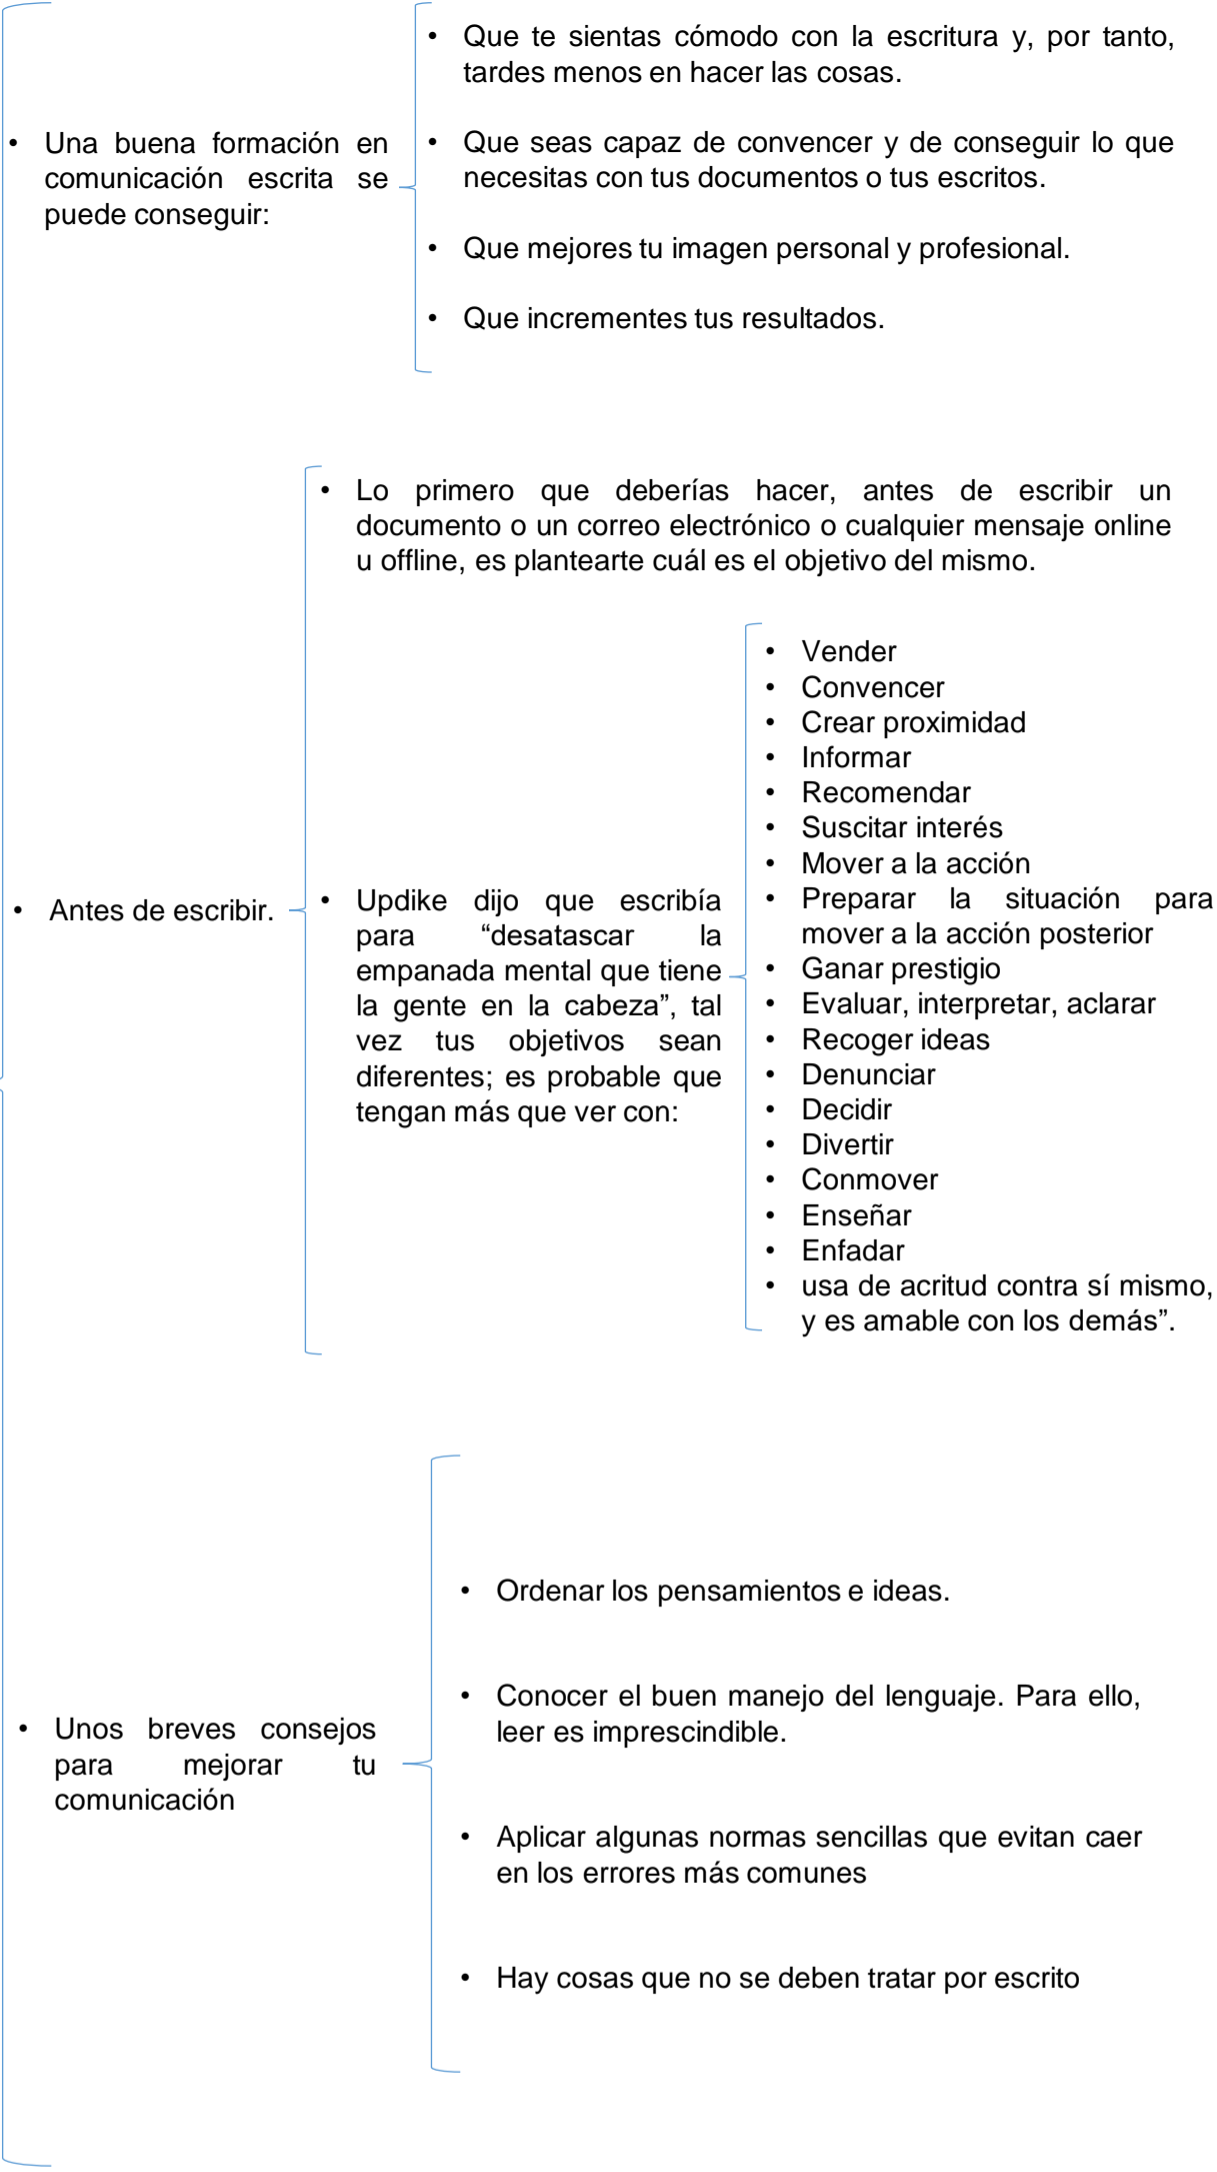 • Una buena formación en
comunicación escrita se
puede conseguir:
• Que te sientas cómodo con la escritura y, por tanto,
tardes menos en hacer las cosas.
• Que seas capaz de convencer y de conseguir lo que
necesitas con tus documentos o tus escritos.
• Que mejores tu imagen personal y profesional.
• Que incrementes tus resultados.
• Antes de escribir.
• Lo primero que deberías hacer, antes de escribir un
documento o un correo electrónico o cualquier mensaje online
u offline, es plantearte cuál es el objetivo del mismo.
• Updike dijo que escribía
para “desatascar la
empanada mental que tiene
la gente en la cabeza”, tal
vez tus objetivos sean
diferentes; es probable que
tengan más que ver con:
• Vender
• Convencer
• Crear proximidad
• Informar
• Recomendar
• Suscitar interés
• Mover a la acción
• Preparar la situación para
mover a la acción posterior
• Ganar prestigio
• Evaluar, interpretar, aclarar
• Recoger ideas
• Denunciar
• Decidir
• Divertir
• Conmover
• Enseñar
• Enfadar
• usa de acritud contra sí mismo,
y es amable con los demás”.
• Unos breves consejos
para mejorar tu
comunicación
• Ordenar los pensamientos e ideas.
• Conocer el buen manejo del lenguaje. Para ello,
leer es imprescindible.
• Aplicar algunas normas sencillas que evitan caer
en los errores más comunes
• Hay cosas que no se deben tratar por escrito